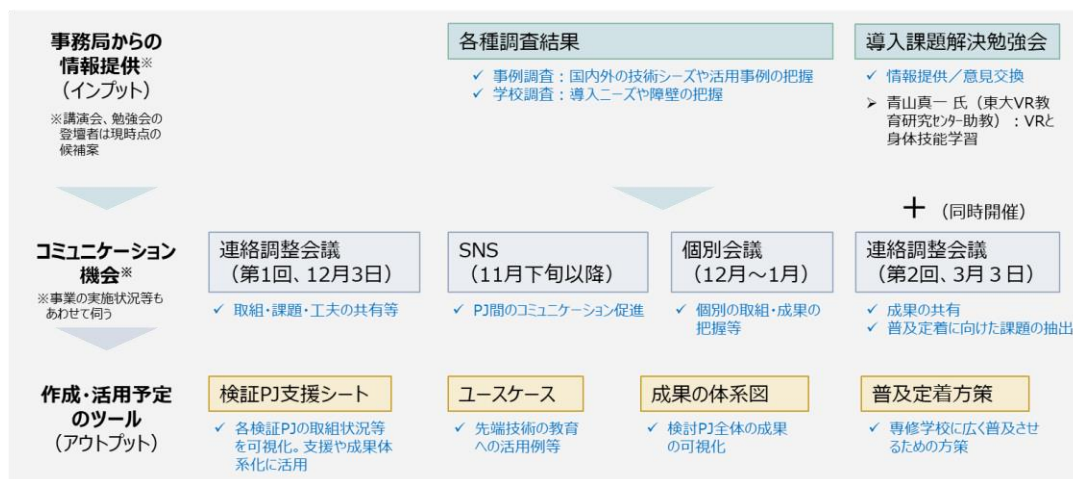 事務局からの
情報提供※
（インプット）
※講演会、勉強会の
登壇者は現時点の
候補案
各種調査結果
✓ 事例調査：国内外の技術シーズや活用事例の把握
✓ 学校調査：導入ニーズや障壁の把握
導入課題解決勉強会
✓ 情報提供／意見交換
➤ 青山真一 氏（東大VR教
育研究ｾﾝﾀｰ助教）：VRと
身体技能学習
＋（同時開催）
コミュニケーション
機会※
※事業の実施状況等も
あわせて伺う
連絡調整会議
（第1回、12月3日）
✓ 取組・課題・工夫の共有等
SNS
（11月下旬以降）
✓ PJ間のコミュニケーション促進
個別会議
（12月～1月）
✓ 個別の取組・成果の
把握等
連絡調整会議
（第2回、3月３日）
✓ 成果の共有
✓ 普及定着に向けた課題の抽出
作成・活用予定
のツール
（アウトプット）
検証PJ支援シート
✓ 各検証PJの取組状況等
を可視化。支援や成果体
系化に活用
ユースケース
✓ 先端技術の教育
への活用例等
成果の体系図
✓ 検討PJ全体の成果
の可視化
普及定着方策
✓ 専修学校に広く普及させ
るための方策